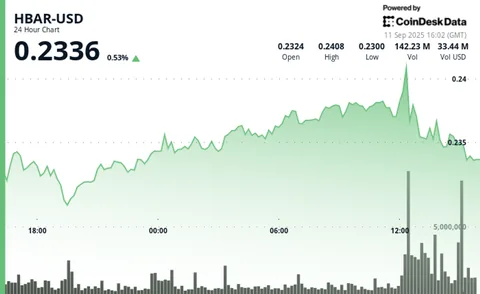 Powered by
CoinDesk Data
HBAR-USD
24 Hour Chart
11 Sep 2025 16:02 (GMT)
0.2336 0.53%
0.2324 0.2408 0.2300 142.23 M 33.44 M
Open High Low Vol Vol USD
0.24
0.235
18:00 00:00 06:00 12:00 5,000,000